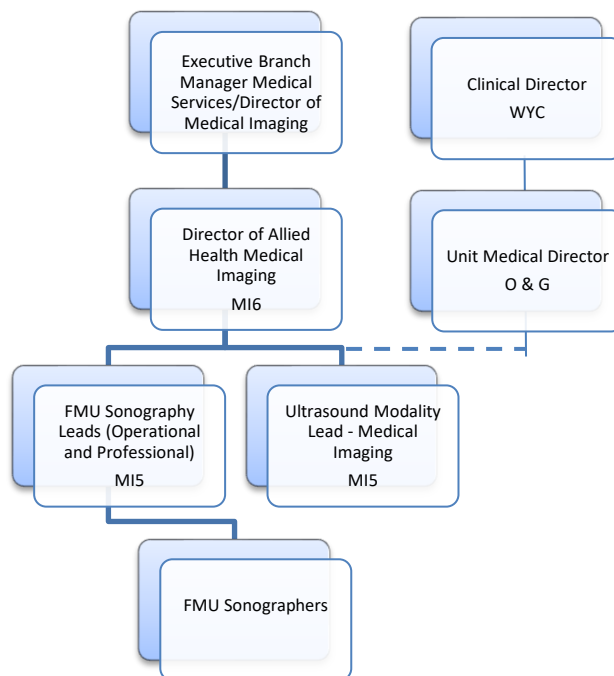 Executive Branch
Manager Medical
Services/Director of
Medical Imaging
Clinical Director
WYC
Director of Allied
Health Medical
Imaging
MI6
Unit Medical Director
O & G
FMU Sonography
Leads (Operational
and Professional)
MI5
Ultrasound Modality
Lead - Medical
Imaging
MI5
FMU Sonographers